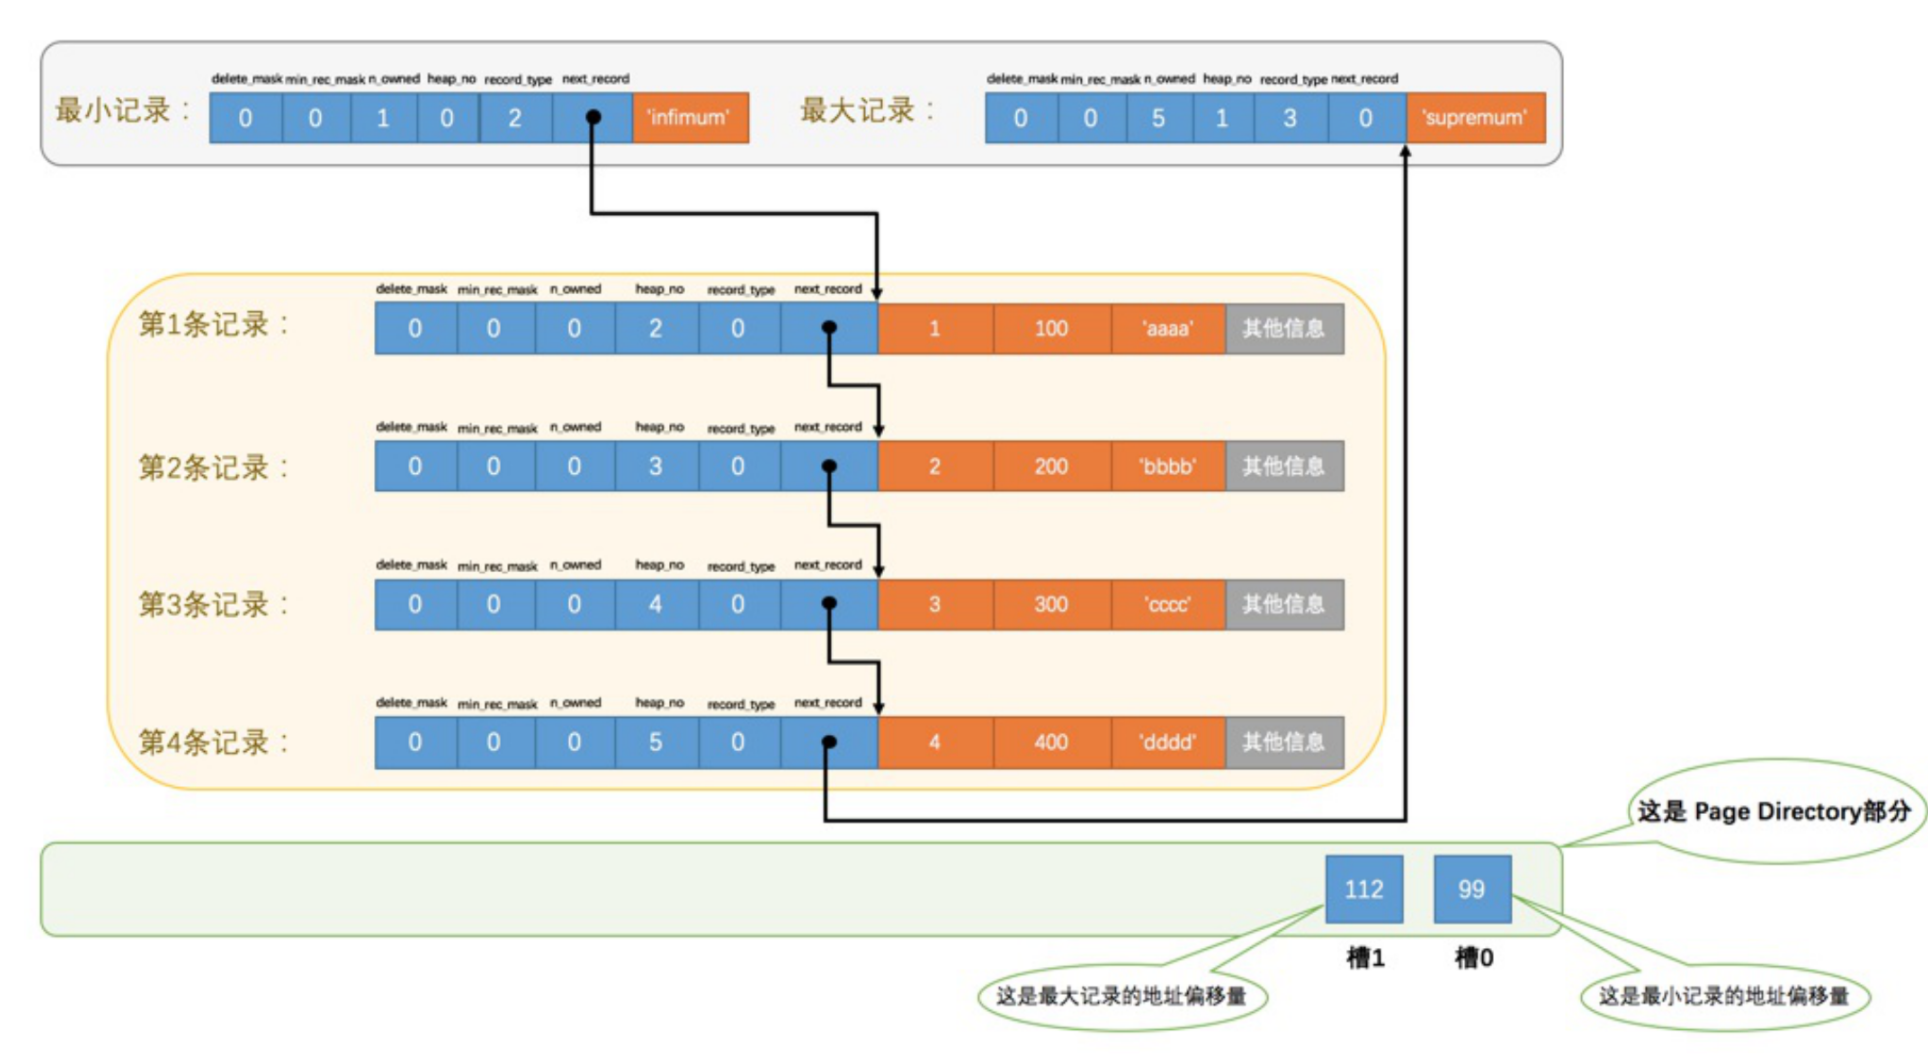 delete_mask min_rec_mask n_owned heap_no record_type next_record
最小记录： 0 0 1 0 2 'infimum'
delete_mask min_rec_mask n_owned heap_no record_type next_record
最大记录： 0 0 5 1 3 0 'supremum'
delete_mask min_rec_mask n_owned heap_no record_type next_record
第1条记录： 0 0 0 2 0 1 100 'aaaa' 其他信息
delete_mask min_rec_mask n_owned heap_no record_type next_record
第2条记录： 0 0 0 3 0 2 200 'bbbb' 其他信息
delete_mask min_rec_mask n_owned heap_no record_type next_record
第3条记录： 0 0 0 4 0 3 300 'cccc' 其他信息
delete_mask min_rec_mask n_owned heap_no record_type next_record
第4条记录： 0 0 0 5 0 4 400 'dddd' 其他信息
这是 Page Directory部分
112 99
槽1 槽0
这是最大记录的地址偏移量
这是最小记录的地址偏移量